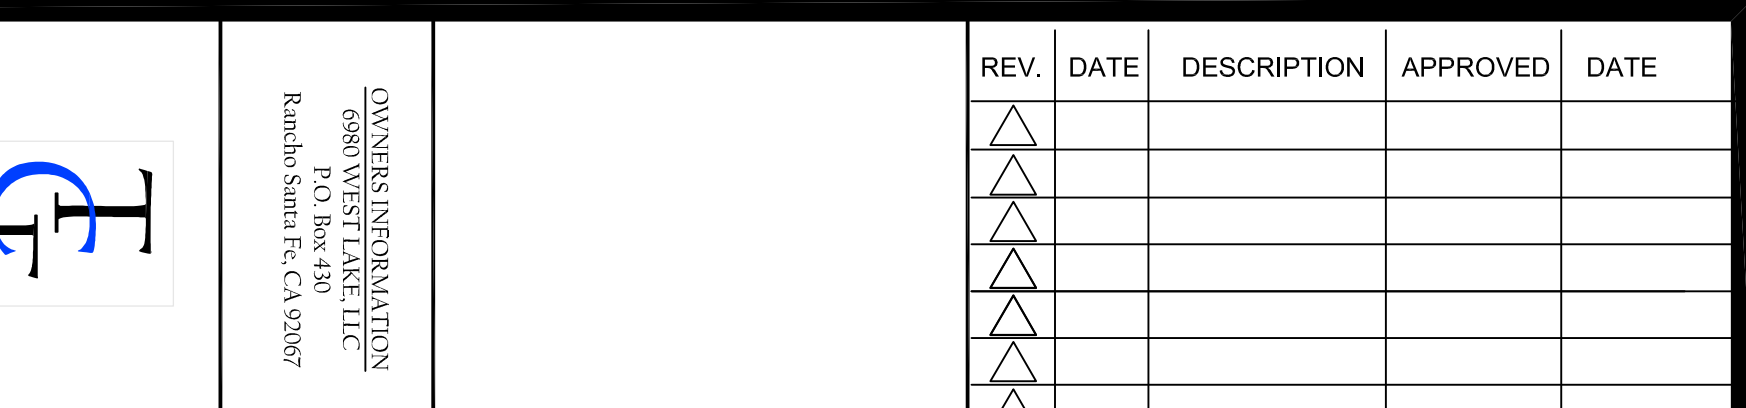 REV. DATE DESCRIPTION APPROVED DATE
OWNERS INFORMATION
6980 WEST LAKE, LLC
P.O. Box 430
Rancho Santa Fe, CA 92067